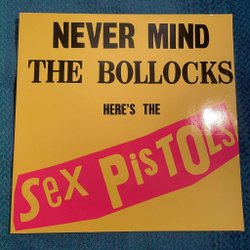 NEVER MIND
THE BOLLOCKS
HERE'S THE
Sex PiSTOLS